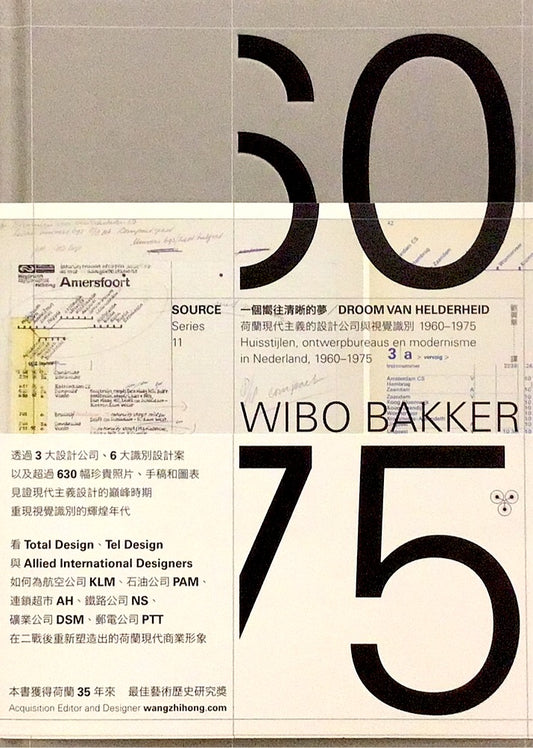 60
Amersfoort
SOURCE
Series
11
一個嚮往清晰的夢／DROOM VAN HELDERHEID
荷蘭現代主義的設計公司與視覺識別 1960–1975
Huisstijlen, ontwerpbureaus en modernisme
in Nederland, 1960–1975
3 a > vervolg >
treinnummer
Amsterdam CS
Hembrug
Zaandam
Zaandam
WIBO BAKKER
75
透過 3 大設計公司、6 大識別設計案
以及超過 630 幅珍貴照片、手稿和圖表
見證現代主義設計的巔峰時期
重現視覺識別的輝煌年代
看 Total Design、Tel Design
與 Allied International Designers
如何為航空公司 KLM、石油公司 PAM、
連鎖超市 AH、鐵路公司 NS、
礦業公司 DSM、郵電公司 PTT
在二戰後重新塑造出的荷蘭現代商業形象
本書獲得荷蘭 35 年來　最佳藝術歷史研究獎
Acquisition Editor and Designer wangzhihong.com